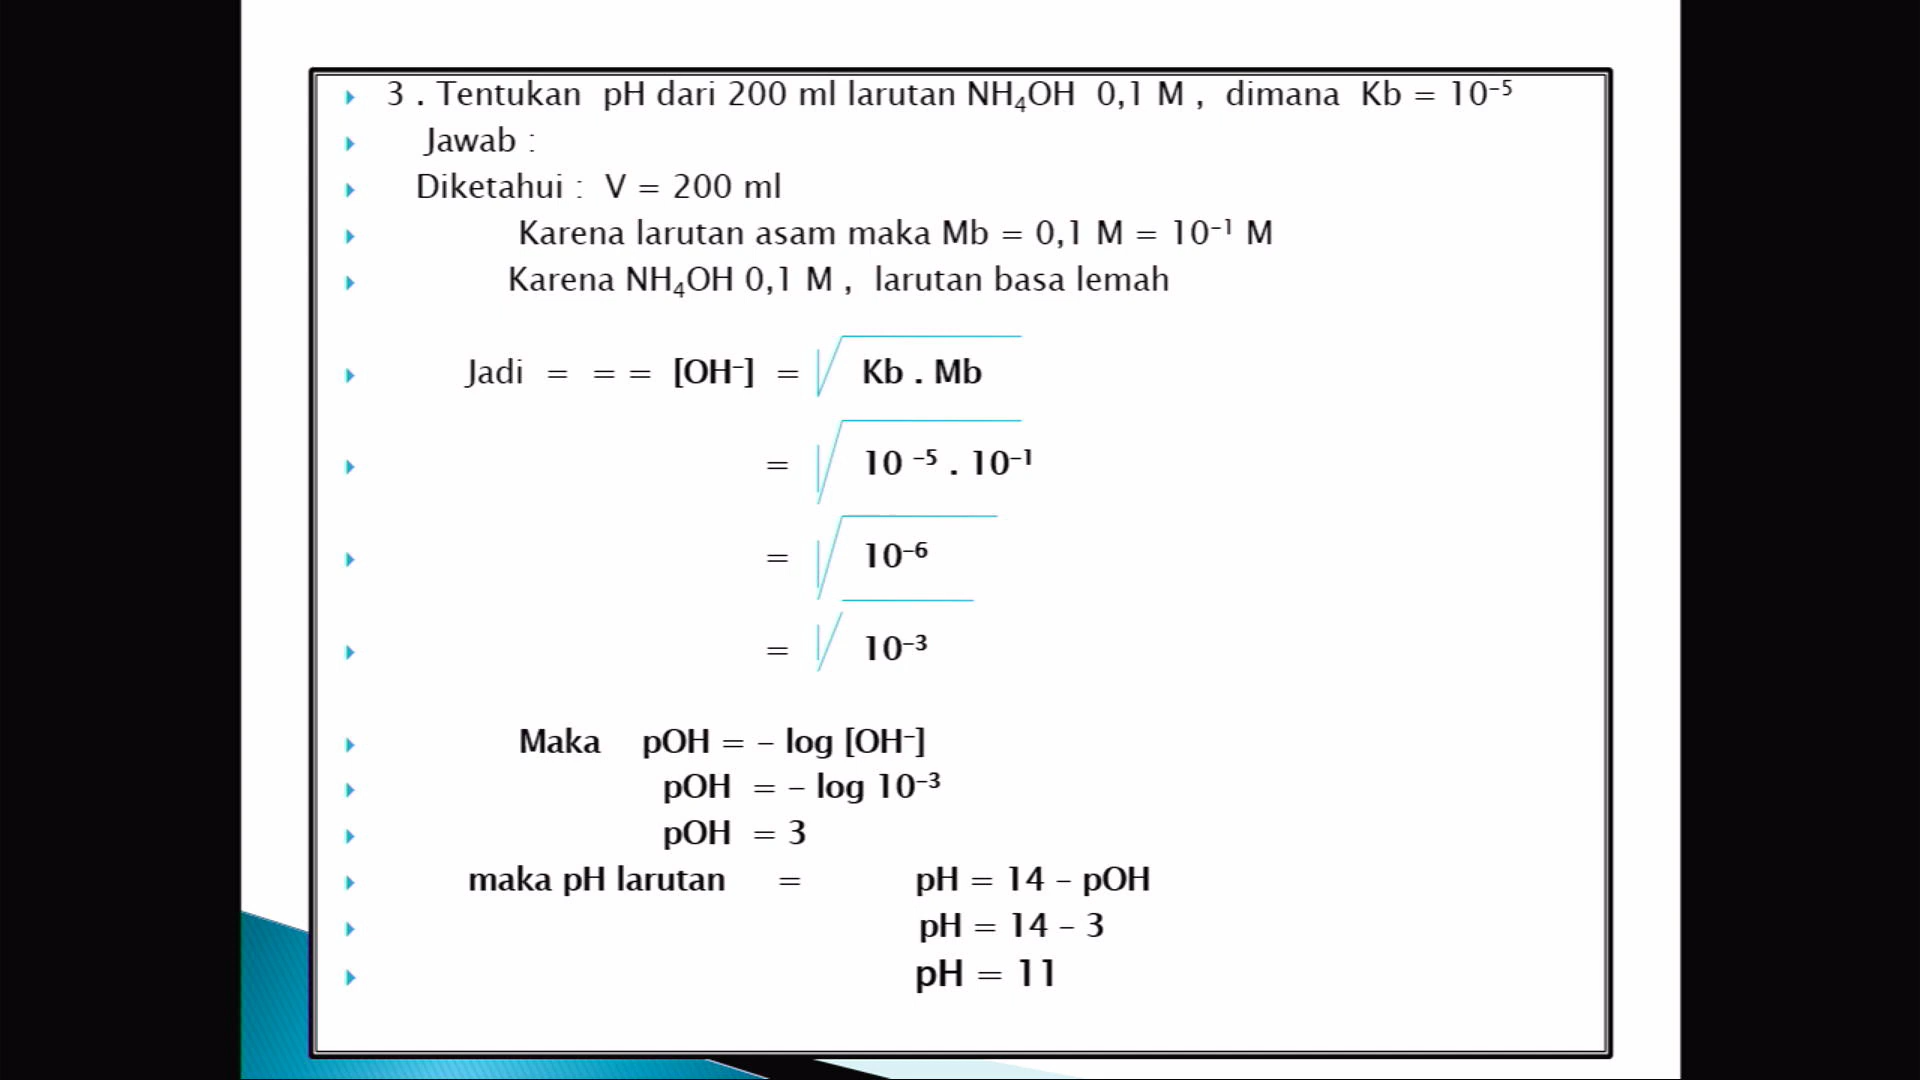 3 . Tentukan pH dari 200 ml larutan NH₄OH 0,1 M , dimana Kb = 10⁻⁵
Jawab :
Diketahui : V = 200 ml
Karena larutan asam maka Mb = 0,1 M = 10⁻¹ M
Karena NH₄OH 0,1 M , larutan basa lemah
Jadi = = = [OH⁻] = √ Kb . Mb
= √ 10 ⁻⁵ . 10⁻¹
= √ 10⁻⁶
= √ 10⁻³
Maka pOH = – log [OH⁻]
pOH = – log 10⁻³
pOH = 3
maka pH larutan = pH = 14 – pOH
pH = 14 – 3
pH = 11